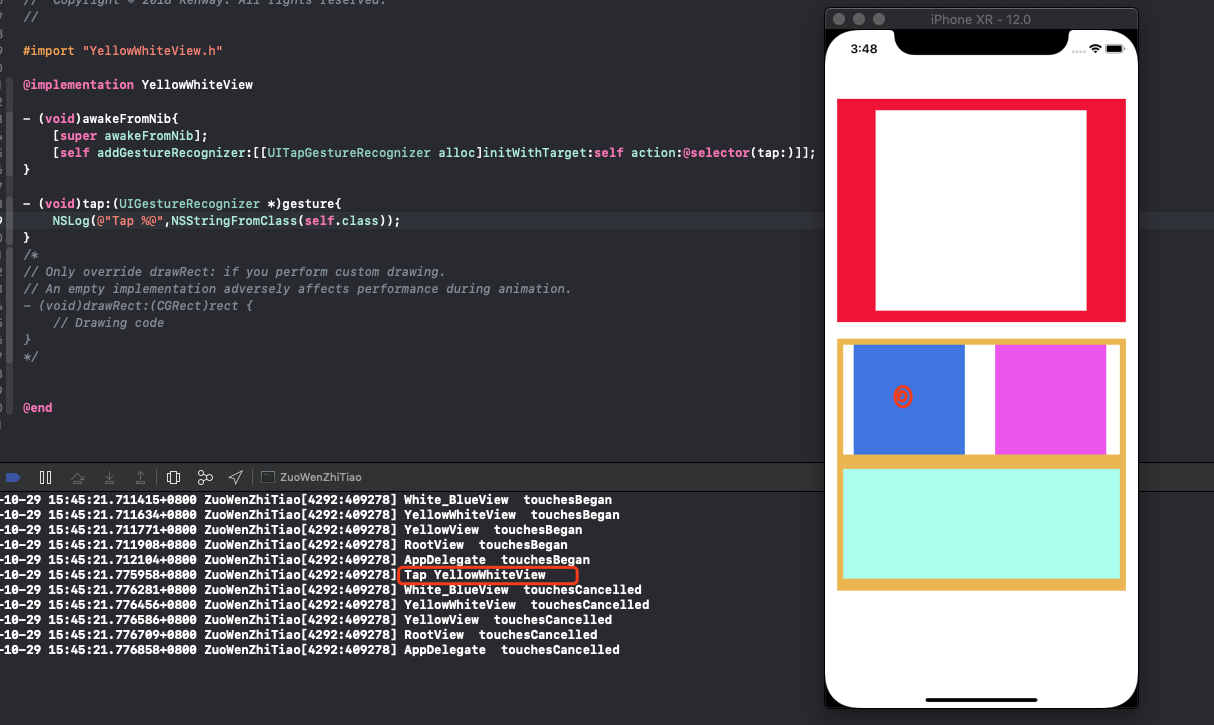 //  Copyright © 2018 Kenway. All rights reserved.
//
#import "YellowWhiteView.h"
@implementation YellowWhiteView
- (void)awakeFromNib{
[super awakeFromNib];
[self addGestureRecognizer:[[UITapGestureRecognizer alloc]initWithTarget:self action:@selector(tap:)]];
}
- (void)tap:(UIGestureRecognizer *)gesture{
NSLog(@"Tap %@",NSStringFromClass(self.class));
}
/*
// Only override drawRect: if you perform custom drawing.
// An empty implementation adversely affects performance during animation.
- (void)drawRect:(CGRect)rect {
// Drawing code
}
*/
@end
ZuoWenZhiTiao
-10-29 15:45:21.711415+0800 ZuoWenZhiTiao[4292:409278] White_BlueView  touchesBegan
-10-29 15:45:21.711634+0800 ZuoWenZhiTiao[4292:409278] YellowWhiteView  touchesBegan
-10-29 15:45:21.711771+0800 ZuoWenZhiTiao[4292:409278] YellowView  touchesBegan
-10-29 15:45:21.711908+0800 ZuoWenZhiTiao[4292:409278] RootView  touchesBegan
-10-29 15:45:21.712104+0800 ZuoWenZhiTiao[4292:409278] AppDelegate  touchesBegan
-10-29 15:45:21.775958+0800 ZuoWenZhiTiao[4292:409278] Tap YellowWhiteView
-10-29 15:45:21.776281+0800 ZuoWenZhiTiao[4292:409278] White_BlueView  touchesCancelled
-10-29 15:45:21.776456+0800 ZuoWenZhiTiao[4292:409278] YellowWhiteView  touchesCancelled
-10-29 15:45:21.776586+0800 ZuoWenZhiTiao[4292:409278] YellowView  touchesCancelled
-10-29 15:45:21.776709+0800 ZuoWenZhiTiao[4292:409278] RootView  touchesCancelled
-10-29 15:45:21.776858+0800 ZuoWenZhiTiao[4292:409278] AppDelegate  touchesCancelled
iPhone XR - 12.0
3:48